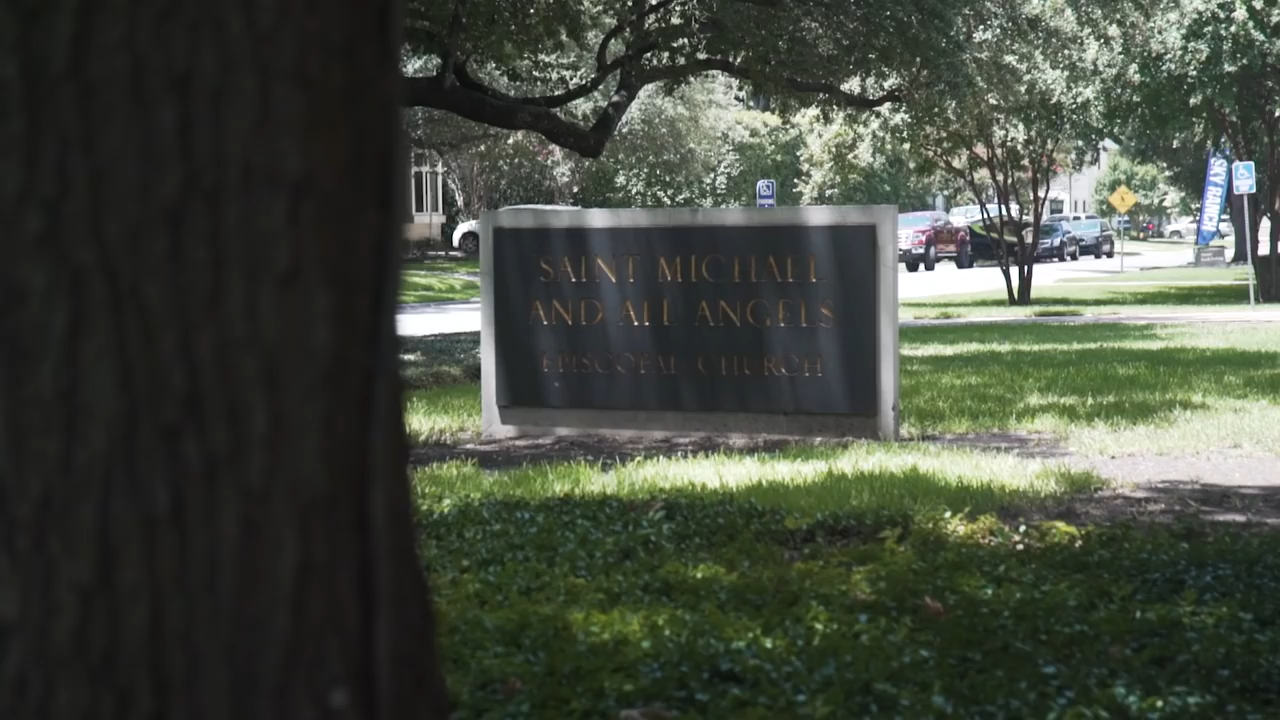 SAINT MICHAEL
AND ALL ANGELS
EPISCOPAL CHURCH
SKY RANCH